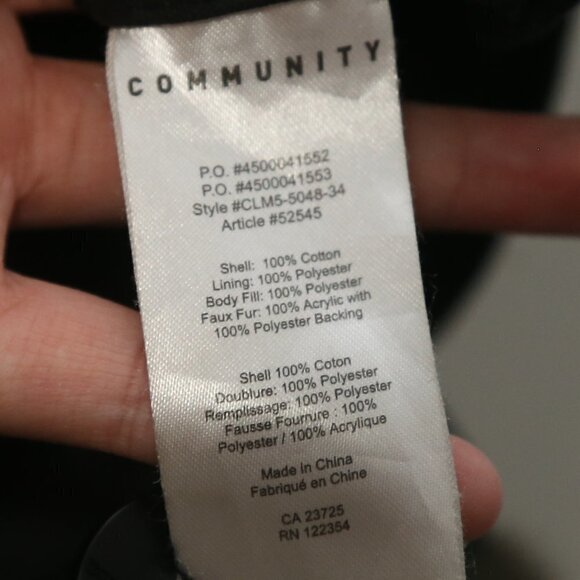 COMMUNITY
P.O. #4500041552
P.O. #4500041553
Style #CLM5-5048-34
Article #52545
Shell: 100% Cotton
Lining: 100% Polyester
Body Fill: 100% Polyester
Faux Fur: 100% Acrylic with
100% Polyester Backing
Shell 100% Coton
Doublure: 100% Polyester
Remplissage: 100% Polyester
Fausse Fourrure : 100%
Polyester / 100% Acrylique
Made in China
Fabriqué en Chine
CA 23725
RN 122354